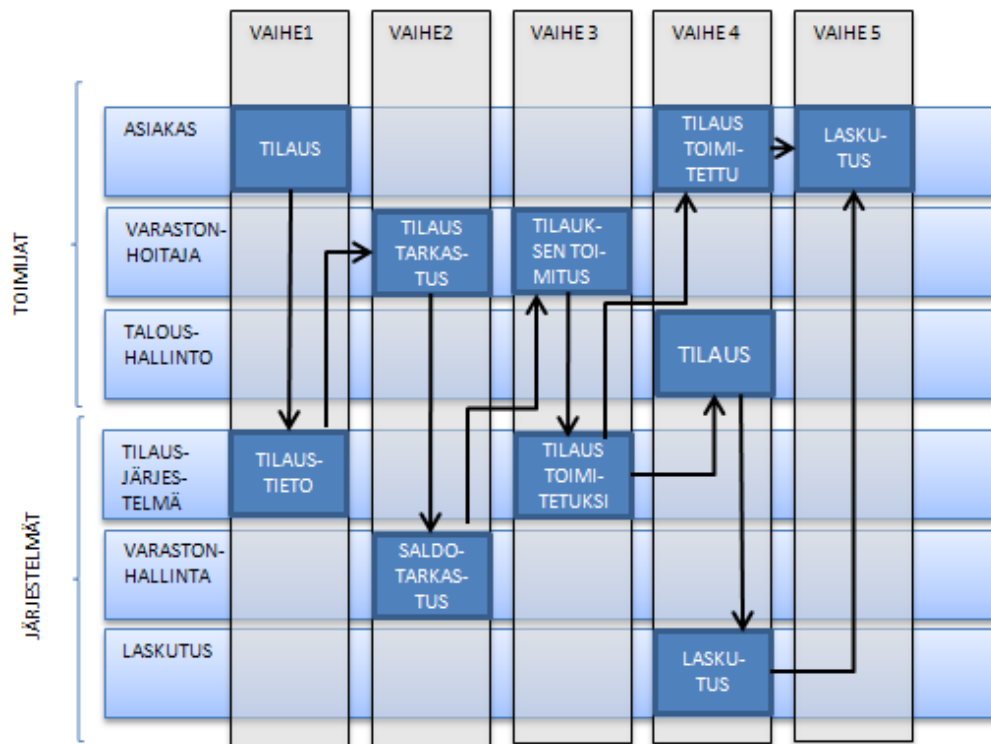 VAIHE1
VAIHE2
VAIHE 3
VAIHE 4
VAIHE 5
TOIMIJAT
ASIAKAS
TILAUS
TILAUS
TOIMI-
TETTU
LASKU-
TUS
VARASTON-
HOITAJA
TILAUS
TARKAS-
TUS
TILAUK-
SEN TOI-
MITUS
TALOUS-
HALLINTO
TILAUS
JÄRJESTELMÄT
TILAUS-
JÄRJES-
TELMÄ
TILAUS-
TIETO
TILAUS
TOIMI-
TETUKSI
VARASTON-
HALLINTA
SALDO-
TARKAS-
TUS
LASKUTUS
LASKU-
TUS